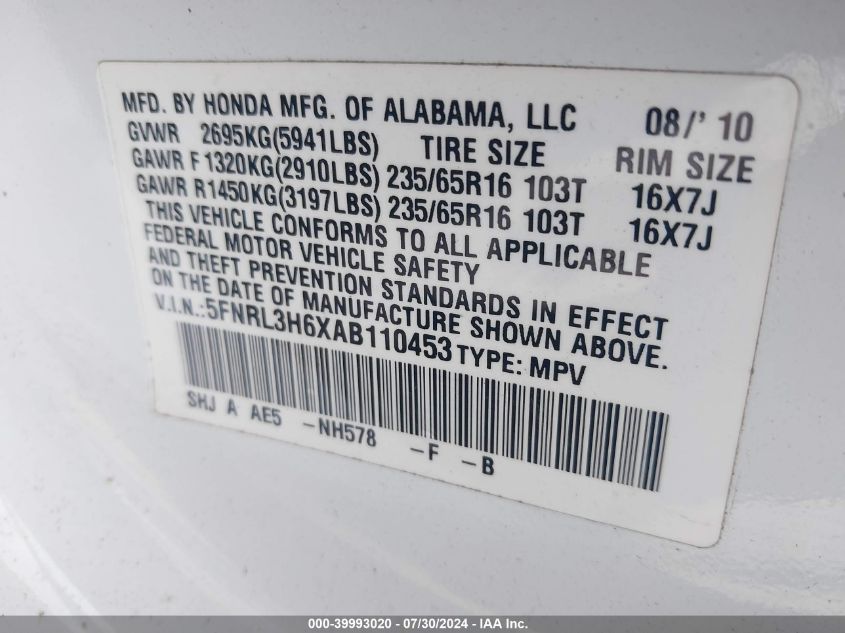 MFD. BY HONDA MFG. OF ALABAMA, LLC 08/' 10
GVWR 2695KG(5941LBS) TIRE SIZE RIM SIZE
GAWR F1320KG(2910LBS) 235/65R16 103T 16X7J
GAWR R1450KG(3197LBS) 235/65R16 103T 16X7J
THIS VEHICLE CONFORMS TO ALL APPLICABLE
FEDERAL MOTOR VEHICLE SAFETY
AND THEFT PREVENTION STANDARDS IN EFFECT
ON THE DATE OF MANUFACTURE SHOWN ABOVE.
V.I.N.:5FNRL3H6XAB110453 TYPE: MPV
SHJ A AE5 -NH578 -F -B
000-39993020 / 07/30/2024 - IAA Inc.